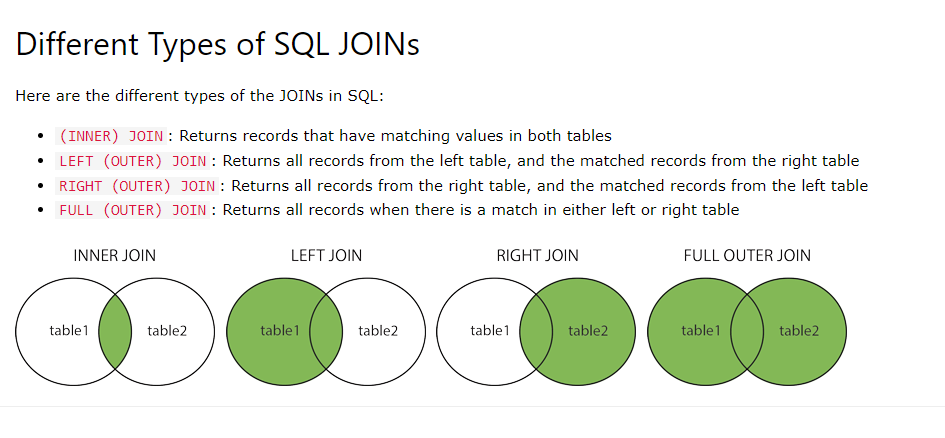 Different Types of SQL JOINs
Here are the different types of the JOINs in SQL:
(INNER) JOIN: Returns records that have matching values in both tables
LEFT (OUTER) JOIN: Returns all records from the left table, and the matched records from the right table
RIGHT (OUTER) JOIN: Returns all records from the right table, and the matched records from the left table
FULL (OUTER) JOIN: Returns all records when there is a match in either left or right table
INNER JOIN LEFT JOIN RIGHT JOIN FULL OUTER JOIN
table1 table2 table1 table2 table1 table2 table1 table2